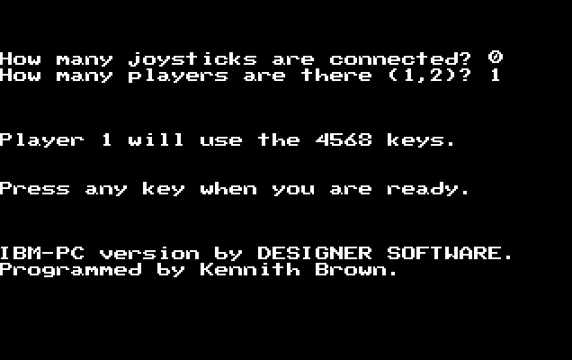 How many joysticks are connected? 0
How many players are there (1,2)? 1
Player 1 will use the 4568 keys.
Press any key when you are ready.
IBM-PC version by DESIGNER SOFTWARE.
Programmed by Kennith Brown.